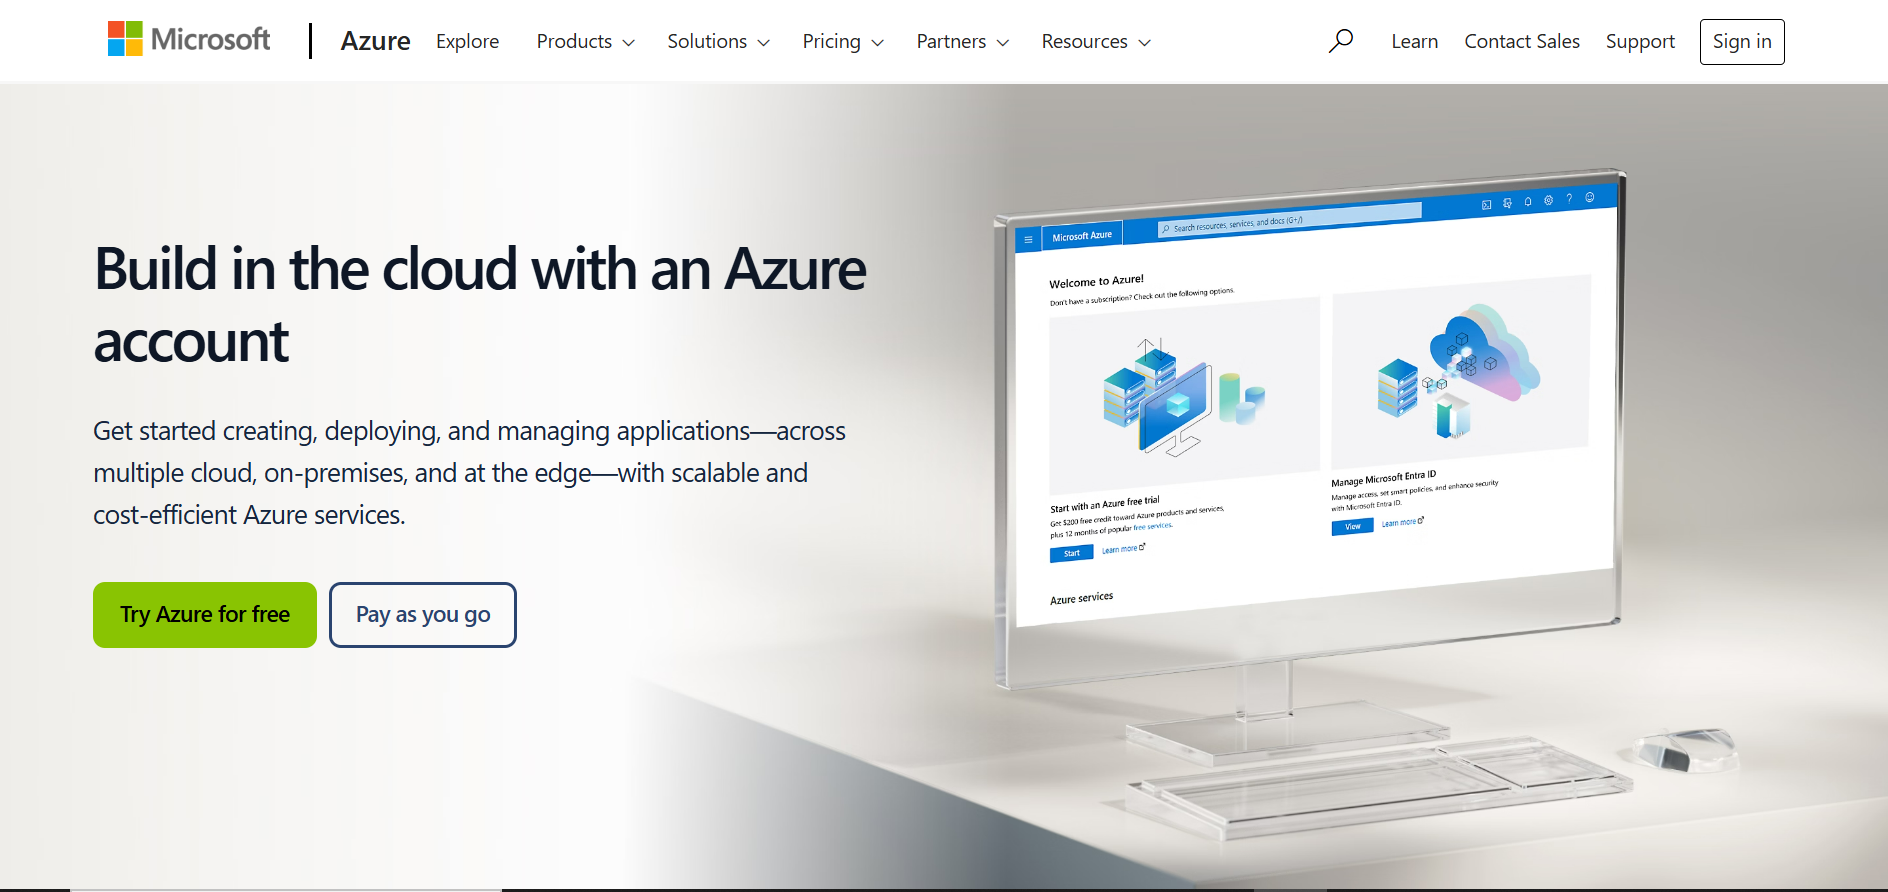 Microsoft
Azure
Explore
Products
Solutions
Pricing
Partners
Resources
Learn
Contact Sales
Support
Sign in
Build in the cloud with an Azure
account
Get started creating, deploying, and managing applications—across
multiple cloud, on-premises, and at the edge—with scalable and
cost-efficient Azure services.
Try Azure for free
Pay as you go
Microsoft Azure
Search resources, services, and docs (G+/)
Welcome to Azure!
Don't have a subscription? Check out the following options.
Start with an Azure free trial
Get $200 free credit toward Azure products and services,
plus 12 months of popular free services.
Start
Learn more
Manage Microsoft Entra ID
Manage access, set smart policies, and enhance security
with Microsoft Entra ID.
View
Learn more
Azure services